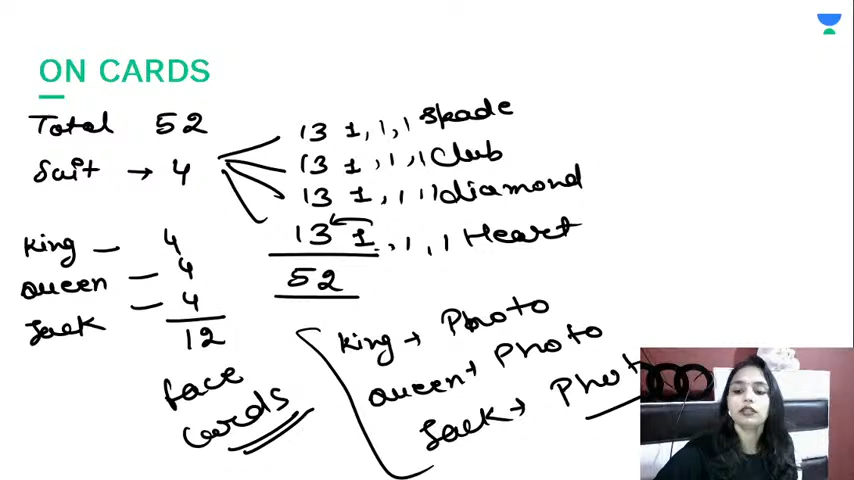 ON CARDS
Total 52
Suit → 4
13 1, 1, 1 Spade
13 1, 1, 1 Club
13 1, 1, 1 diamond
13 1, 1, 1 Heart
52
King — 4
Queen — 4
Jack — 4
12
face
cards
King → Photo
Queen → Photo
Jack → Phot